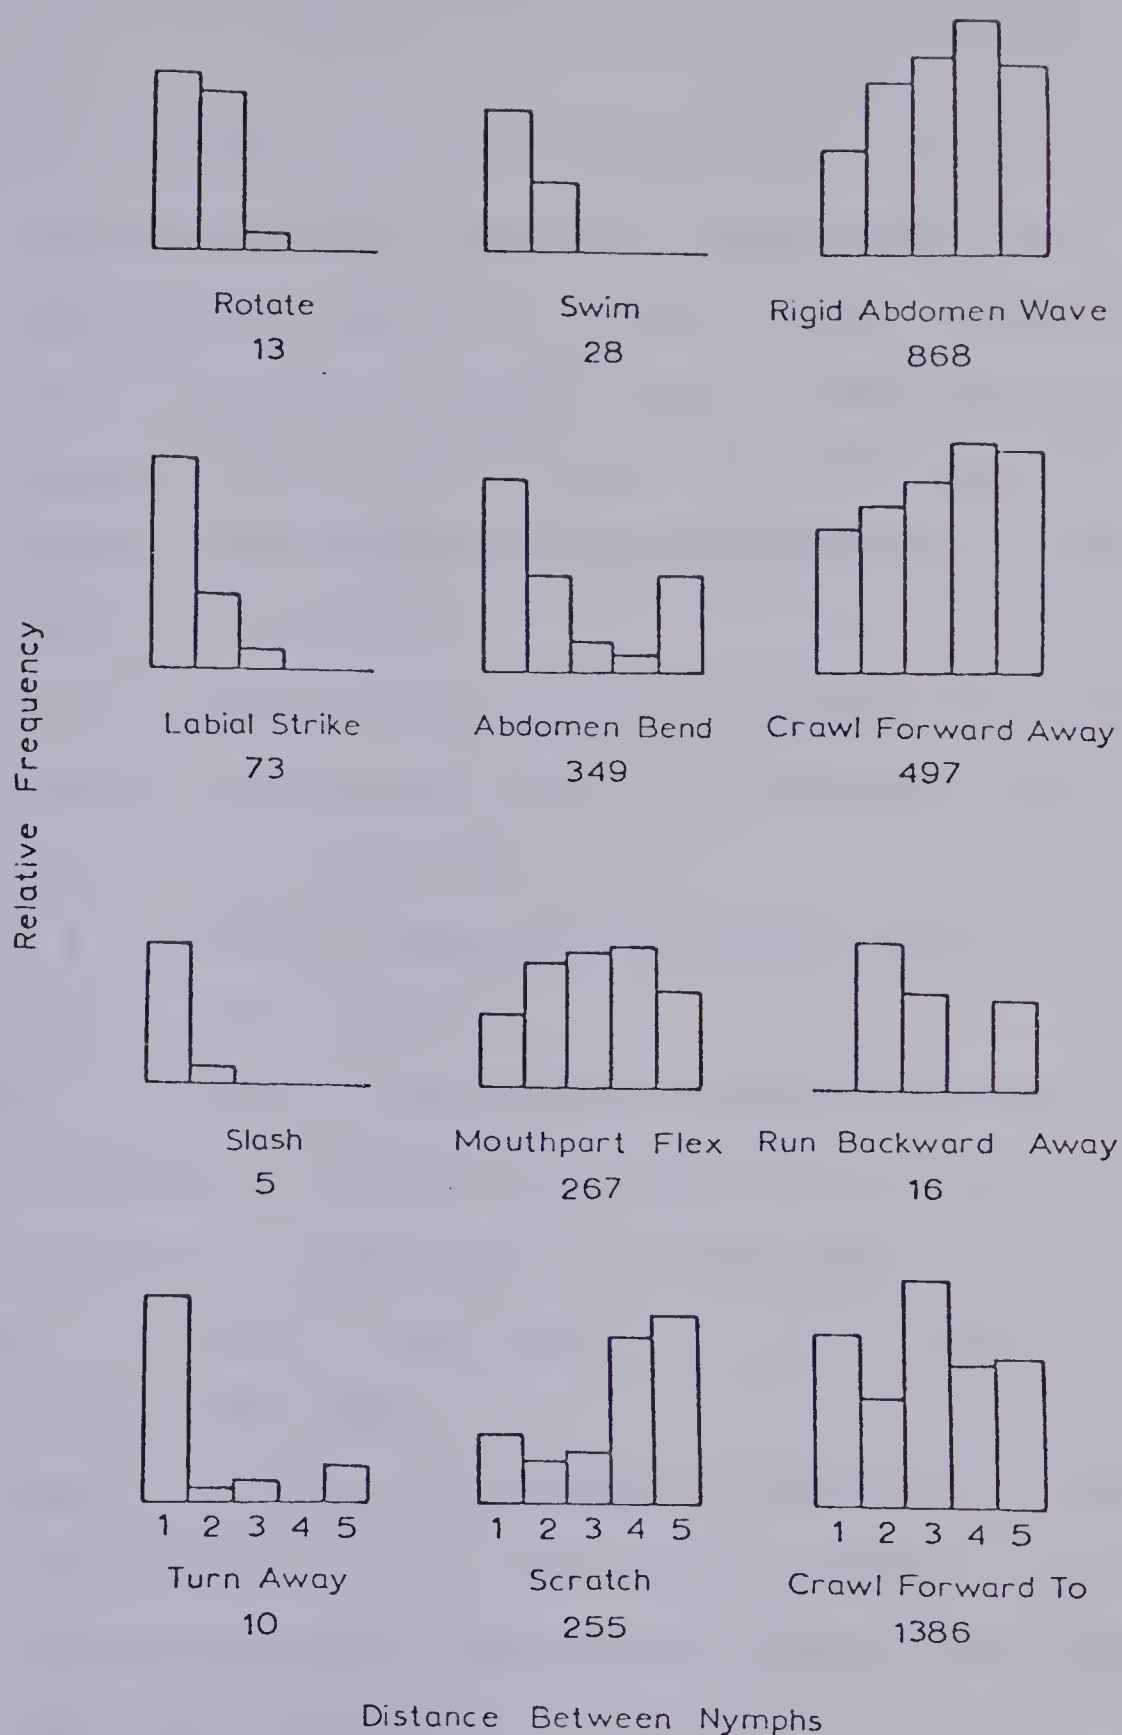 Relative Frequency
Rotate
13
Swim
28
Rigid Abdomen Wave
868
Labial Strike
73
Abdomen Bend
349
Crawl Forward Away
497
Slash
5
Mouthpart Flex
267
Run Backward Away
16
1 2 3 4 5
Turn Away
10
1 2 3 4 5
Scratch
255
1 2 3 4 5
Crawl Forward To
1386
Distance Between Nymphs